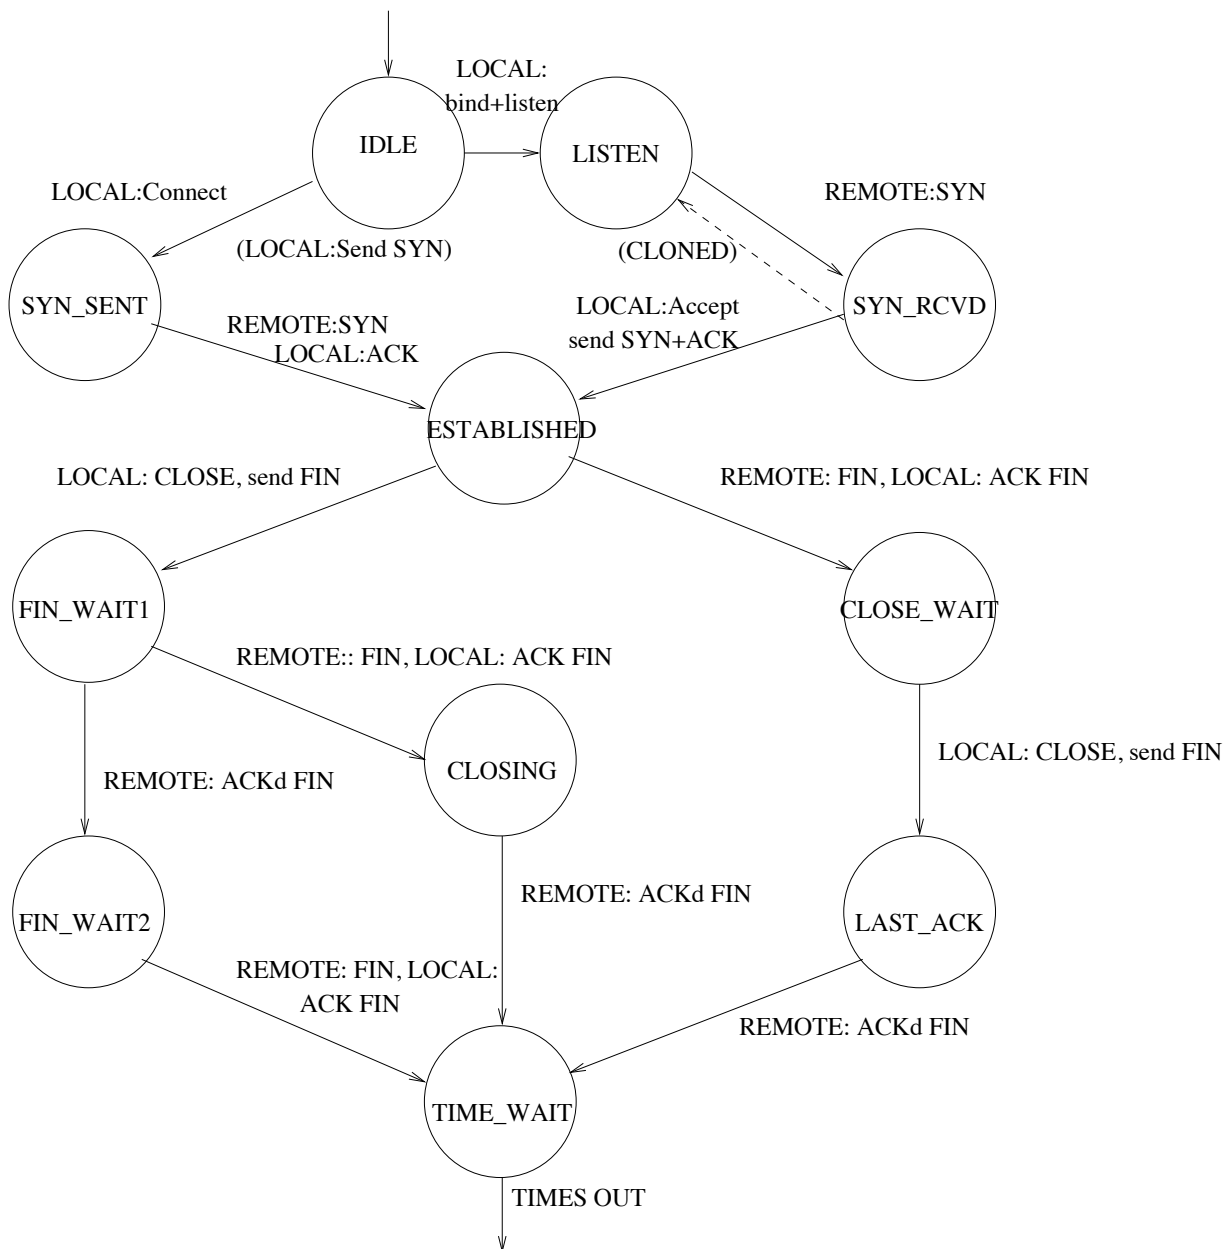 LOCAL:
bind+listen
IDLE
LISTEN
LOCAL:Connect
REMOTE:SYN
(LOCAL:Send SYN)
(CLONED)
SYN_SENT
SYN_RCVD
LOCAL:Accept
send SYN+ACK
REMOTE:SYN
LOCAL:ACK
ESTABLISHED
LOCAL: CLOSE, send FIN
REMOTE: FIN, LOCAL: ACK FIN
FIN_WAIT1
CLOSE_WAIT
REMOTE:: FIN, LOCAL: ACK FIN
LOCAL: CLOSE, send FIN
CLOSING
REMOTE: ACKd FIN
REMOTE: ACKd FIN
FIN_WAIT2
LAST_ACK
REMOTE: FIN, LOCAL:
ACK FIN
REMOTE: ACKd FIN
TIME_WAIT
TIMES OUT